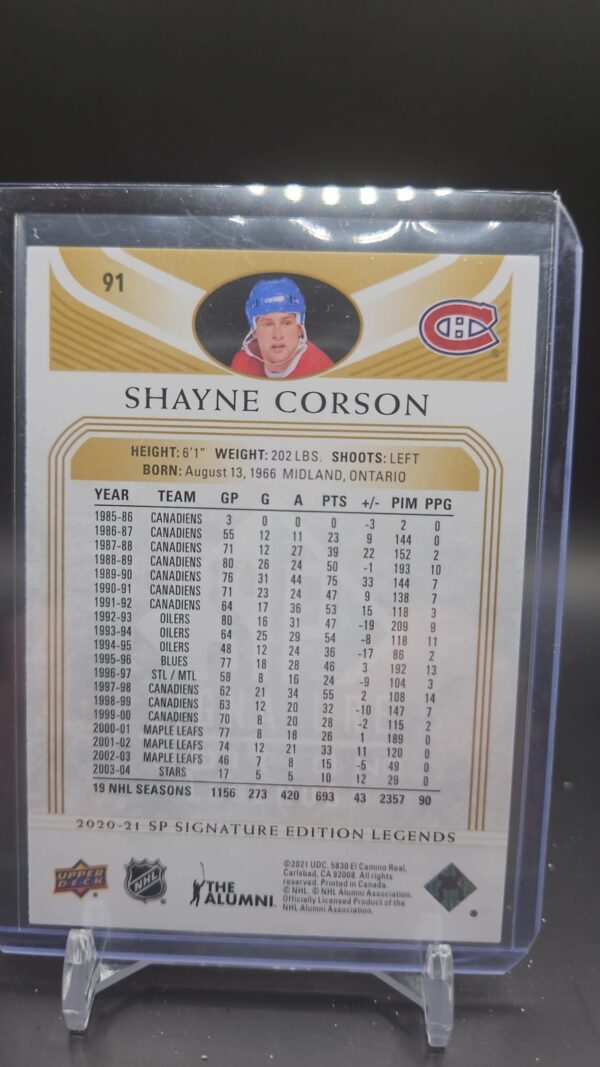 91
SHAYNE CORSON
HEIGHT: 6'1" WEIGHT: 202 LBS. SHOOTS: LEFT
BORN: August 13, 1966 MIDLAND, ONTARIO
YEAR TEAM GP G A PTS +/- PIM PPG
1985-86 CANADIENS 3 0 0 0 -3 2 0
1986-87 CANADIENS 55 12 11 23 9 144 0
1987-88 CANADIENS 71 12 27 39 22 152 2
1988-89 CANADIENS 80 26 24 50 -1 193 10
1989-90 CANADIENS 76 31 44 75 33 144 7
1990-91 CANADIENS 71 23 24 47 9 138 7
1991-92 CANADIENS 64 17 36 53 15 118 3
1992-93 OILERS 80 16 31 47 -19 209 9
1993-94 OILERS 64 25 29 54 -8 118 11
1994-95 OILERS 48 12 24 36 -17 86 2
1995-96 BLUES 77 18 28 46 3 192 13
1996-97 STL / MTL 58 8 16 24 -9 104 3
1997-98 CANADIENS 62 21 34 55 2 108 14
1998-99 CANADIENS 63 12 20 32 -10 147 7
1999-00 CANADIENS 70 8 20 28 -2 115 2
2000-01 MAPLE LEAFS 77 8 18 26 1 189 0
2001-02 MAPLE LEAFS 74 12 21 33 11 120 0
2002-03 MAPLE LEAFS 46 7 8 15 -5 49 0
2003-04 STARS 17 5 5 10 12 29 0
19 NHL SEASONS 1156 273 420 693 43 2357 90
2020-21 SP SIGNATURE EDITION LEGENDS
UPPER DECK
NHL
THE ALUMNI
©2021 UDC. 5830 El Camino Real,
Carlsbad, CA 92008. All rights
reserved. Printed in Canada.
© NHL. © NHL Alumni Association.
Officially Licensed Product of the
NHL Alumni Association.